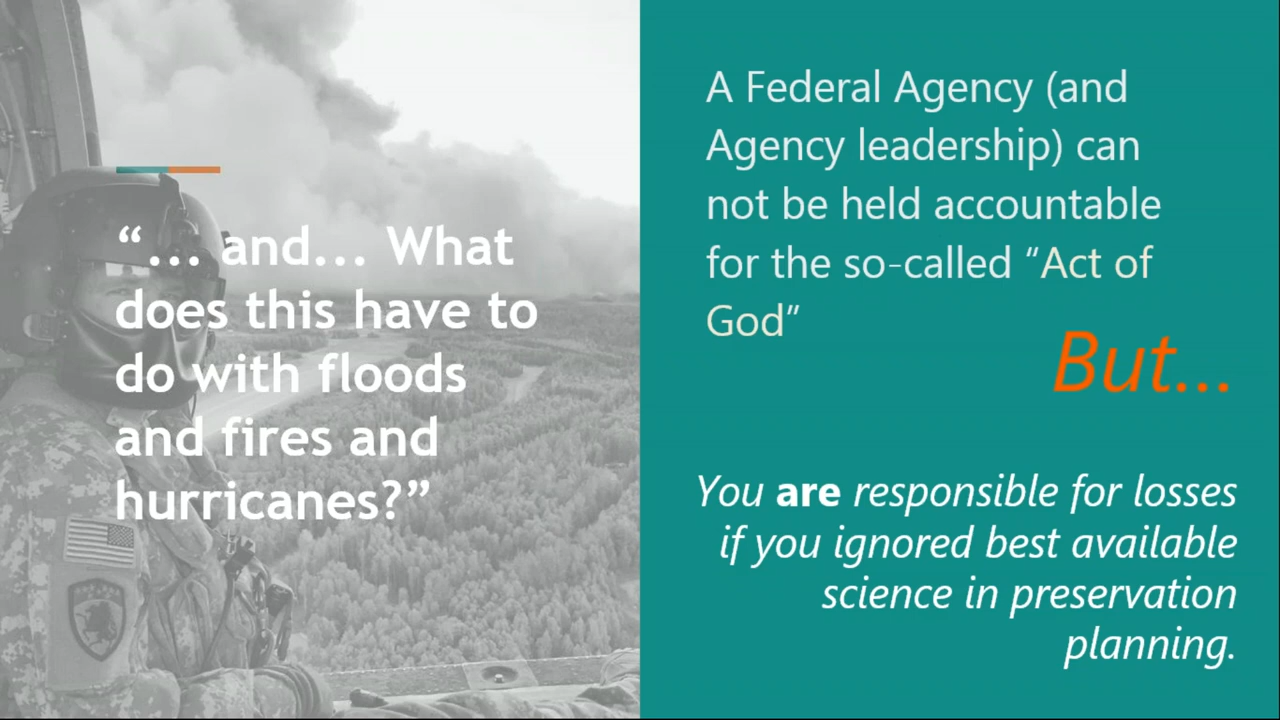 “... and... What
does this have to
do with floods
and fires and
hurricanes?”
A Federal Agency (and
Agency leadership) can
not be held accountable
for the so-called “Act of
God”
But...
You are responsible for losses
if you ignored best available
science in preservation
planning.